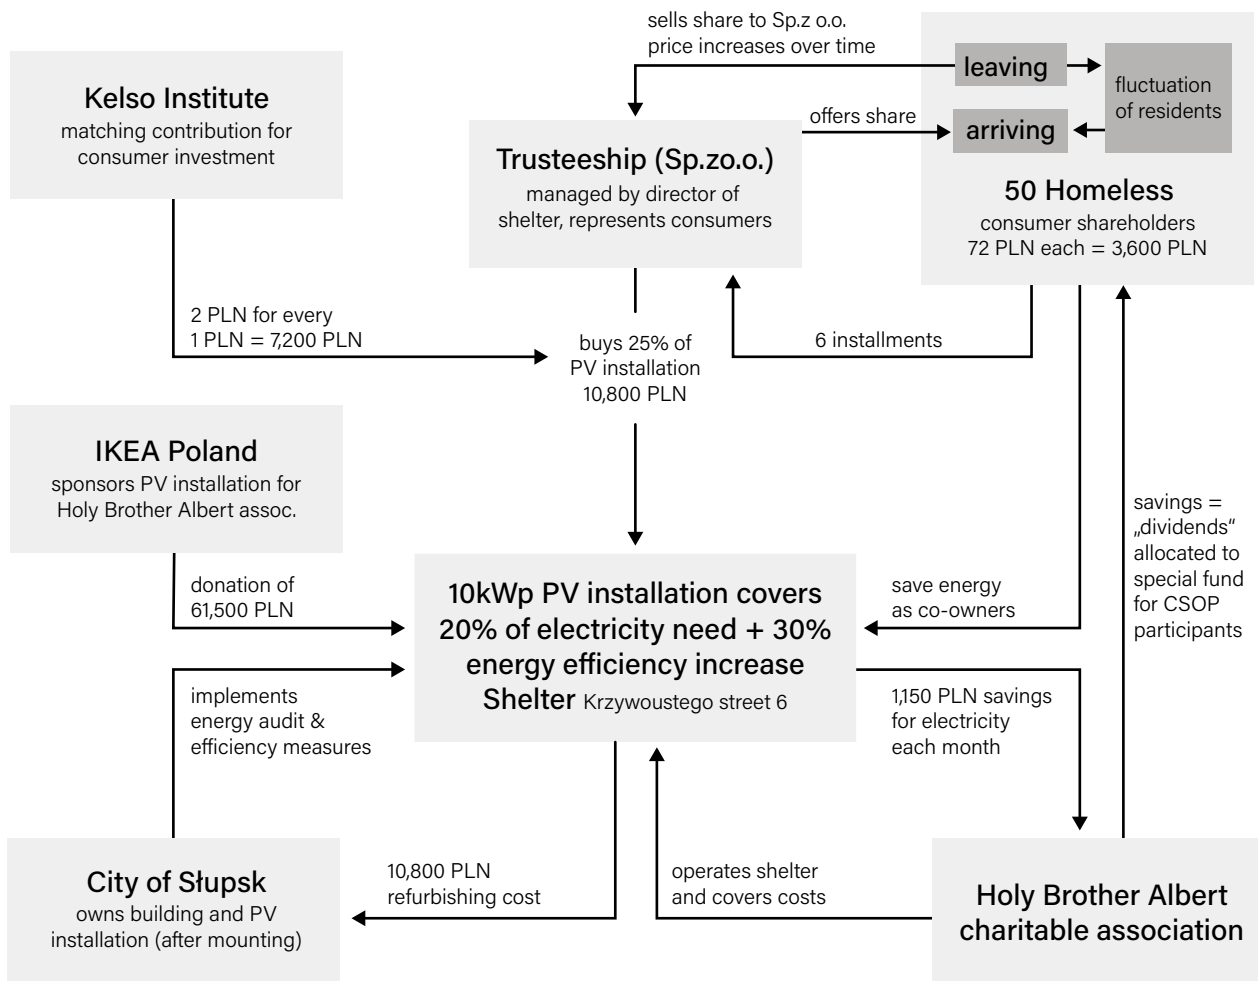 sells share to Sp.z o.o.
price increases over time
leaving
fluctuation
of residents
offers share
arriving
Kelso Institute
matching contribution for
consumer investment
Trusteeship (Sp.zo.o.)
managed by director of
shelter, represents consumers
50 Homeless
consumer shareholders
72 PLN each = 3,600 PLN
2 PLN for every
1 PLN = 7,200 PLN
buys 25% of
PV installation
10,800 PLN
6 installments
IKEA Poland
sponsors PV installation for
Holy Brother Albert assoc.
savings =
„dividends“
allocated to
special fund
for CSOP
participants
donation of
61,500 PLN
10kWp PV installation covers
20% of electricity need + 30%
energy efficiency increase
Shelter Krzywoustego street 6
save energy
as co-owners
implements
energy audit &
efficiency measures
1,150 PLN savings
for electricity
each month
City of Słupsk
owns building and PV
installation (after mounting)
10,800 PLN
refurbishing cost
operates shelter
and covers costs
Holy Brother Albert
charitable association